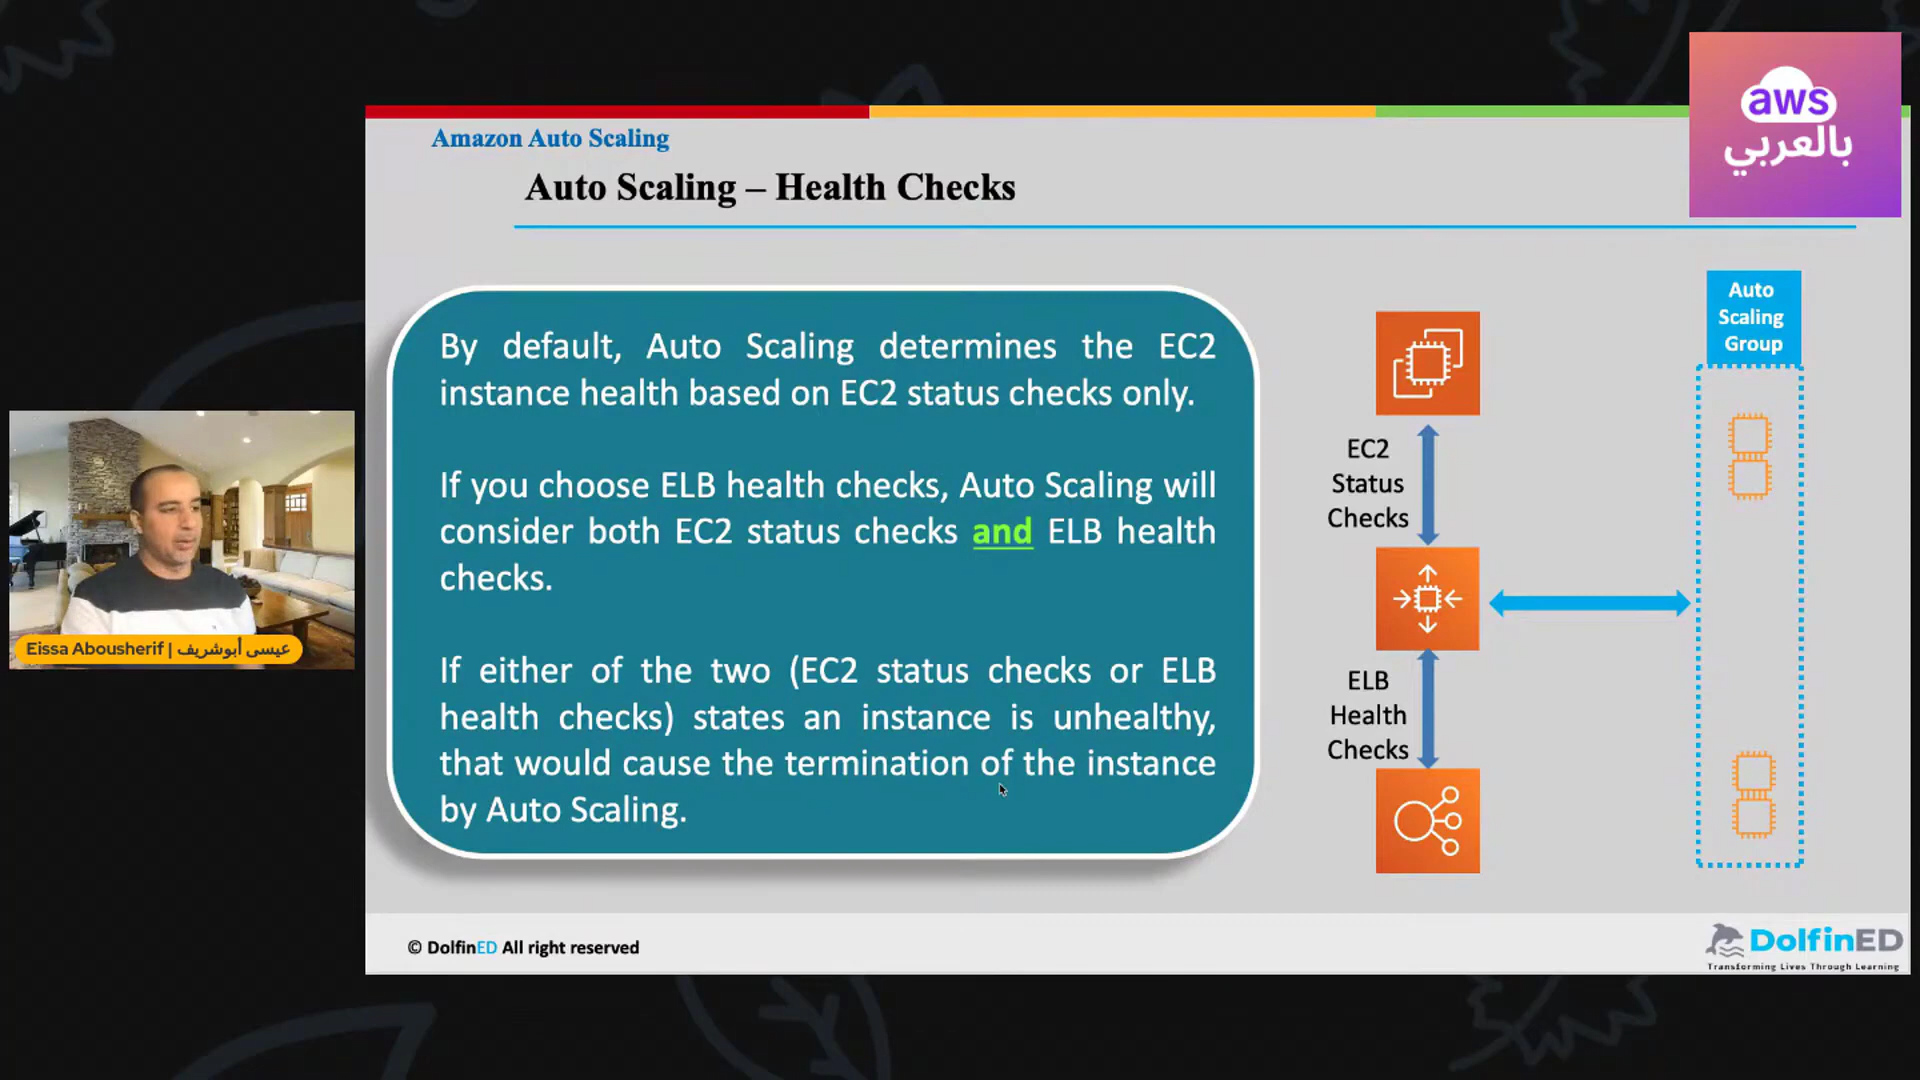 aws
بالعربي
Amazon Auto Scaling
Auto Scaling – Health Checks
By default, Auto Scaling determines the EC2
instance health based on EC2 status checks only.
If you choose ELB health checks, Auto Scaling will
consider both EC2 status checks and ELB health
checks.
If either of the two (EC2 status checks or ELB
health checks) states an instance is unhealthy,
that would cause the termination of the instance
by Auto Scaling.
EC2
Status
Checks
ELB
Health
Checks
Auto
Scaling
Group
Eissa Abousherif | عيسى أبوشريف
© DolfinED All right reserved
DolfinED
Transforming Lives Through Learning